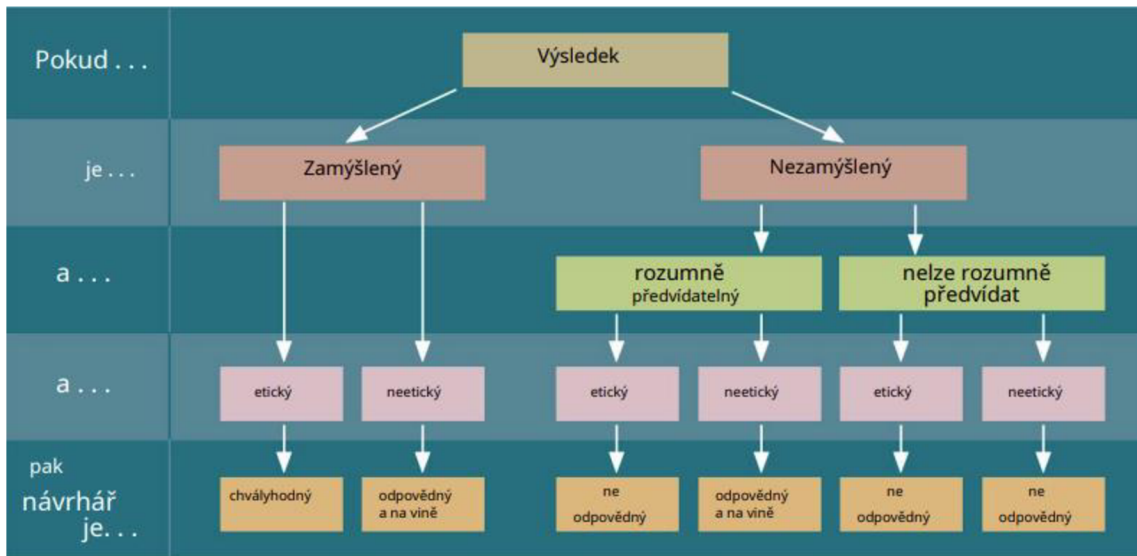 Pokud . . .
Výsledek
je . . .
Zamýšlený
Nezamýšlený
a . . .
rozumně
předvídatelný
nelze rozumně
předvídat
a . . .
etický
neetický
etický
neetický
etický
neetický
pak
návrhář
je. . .
chvályhodný
odpovědný
a na vině
ne
odpovědný
odpovědný
a na vině
ne
odpovědný
ne
odpovědný